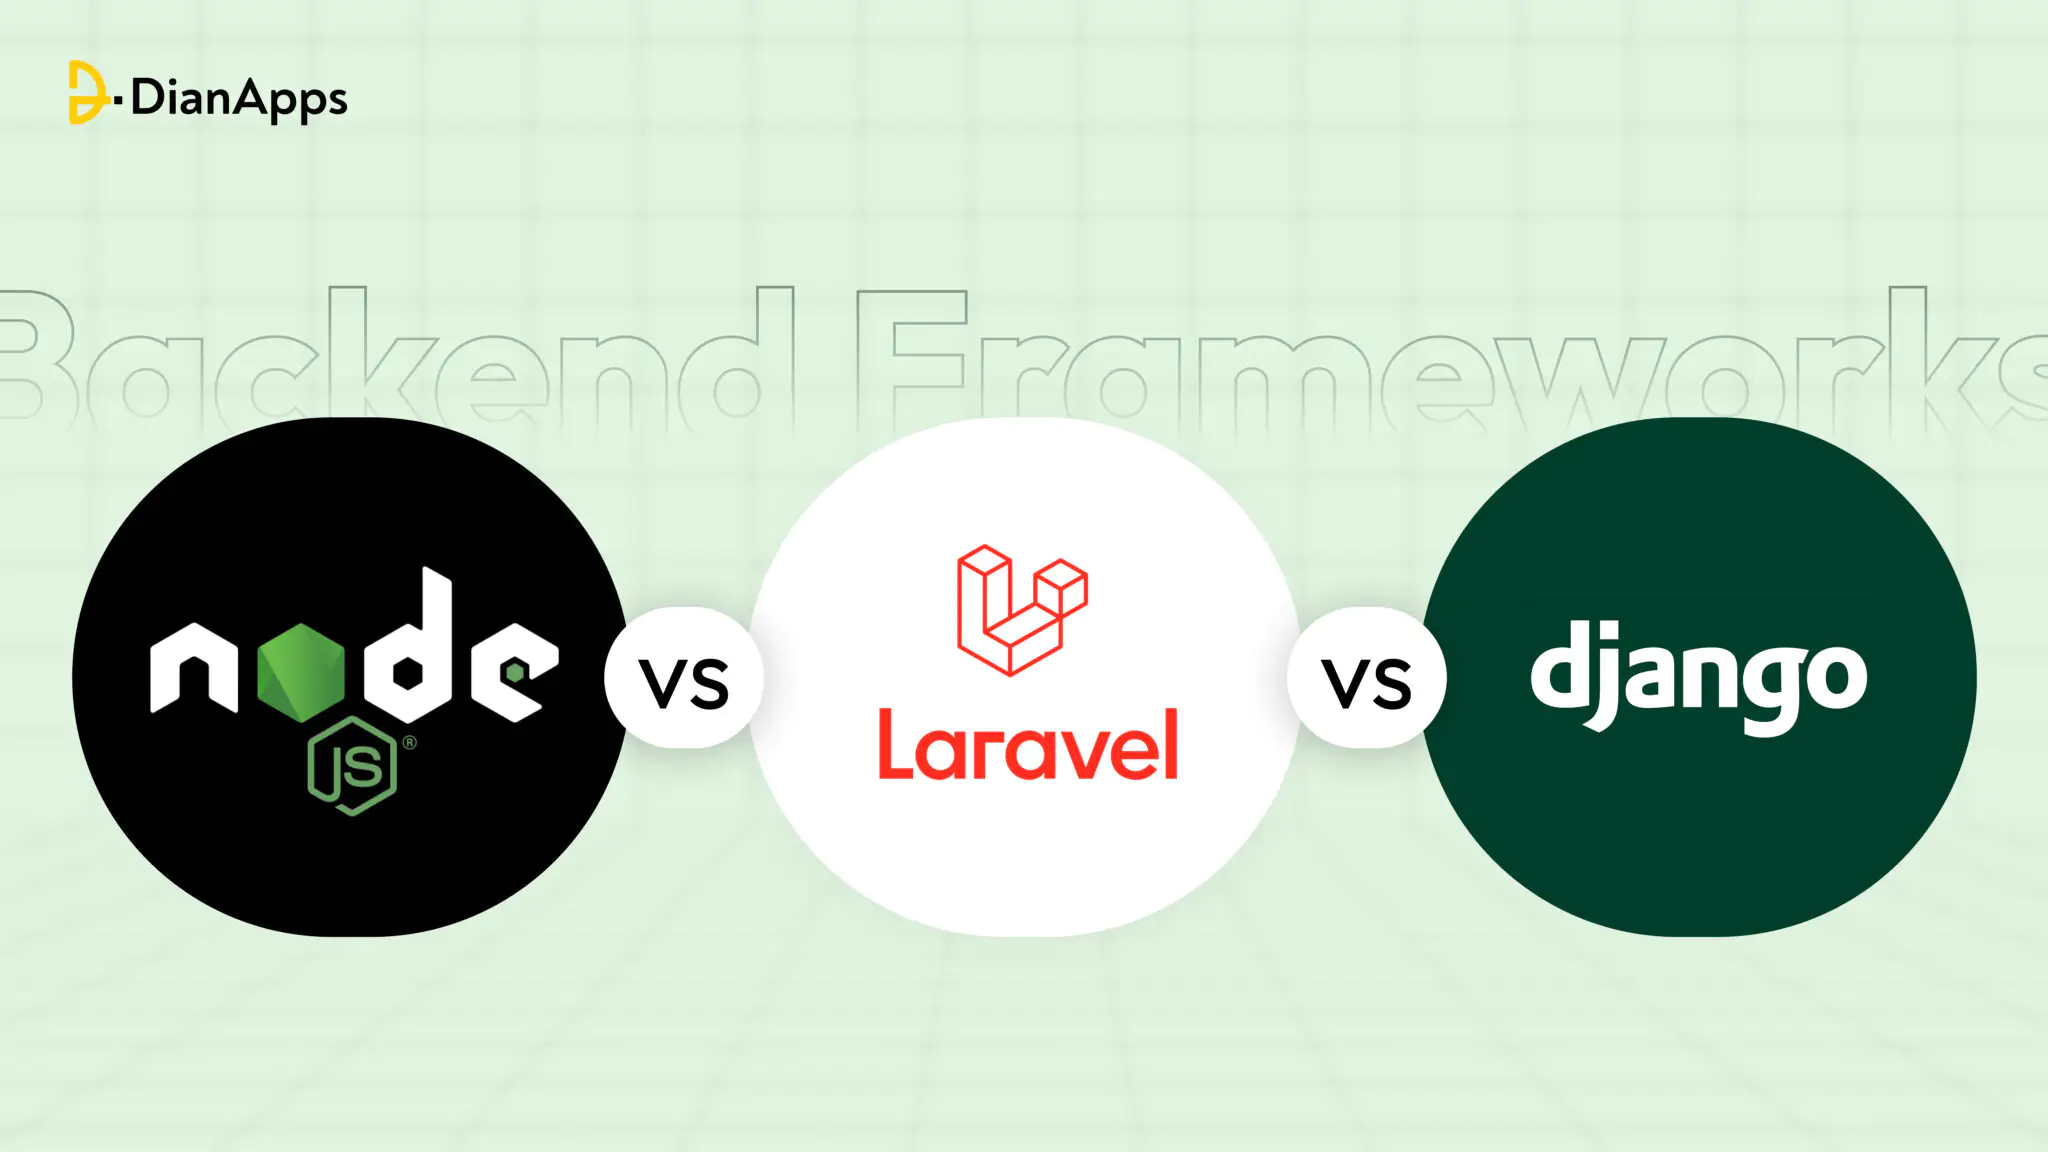 DianApps
Backend Frameworks
node
JS ®
vs
Laravel
vs
django